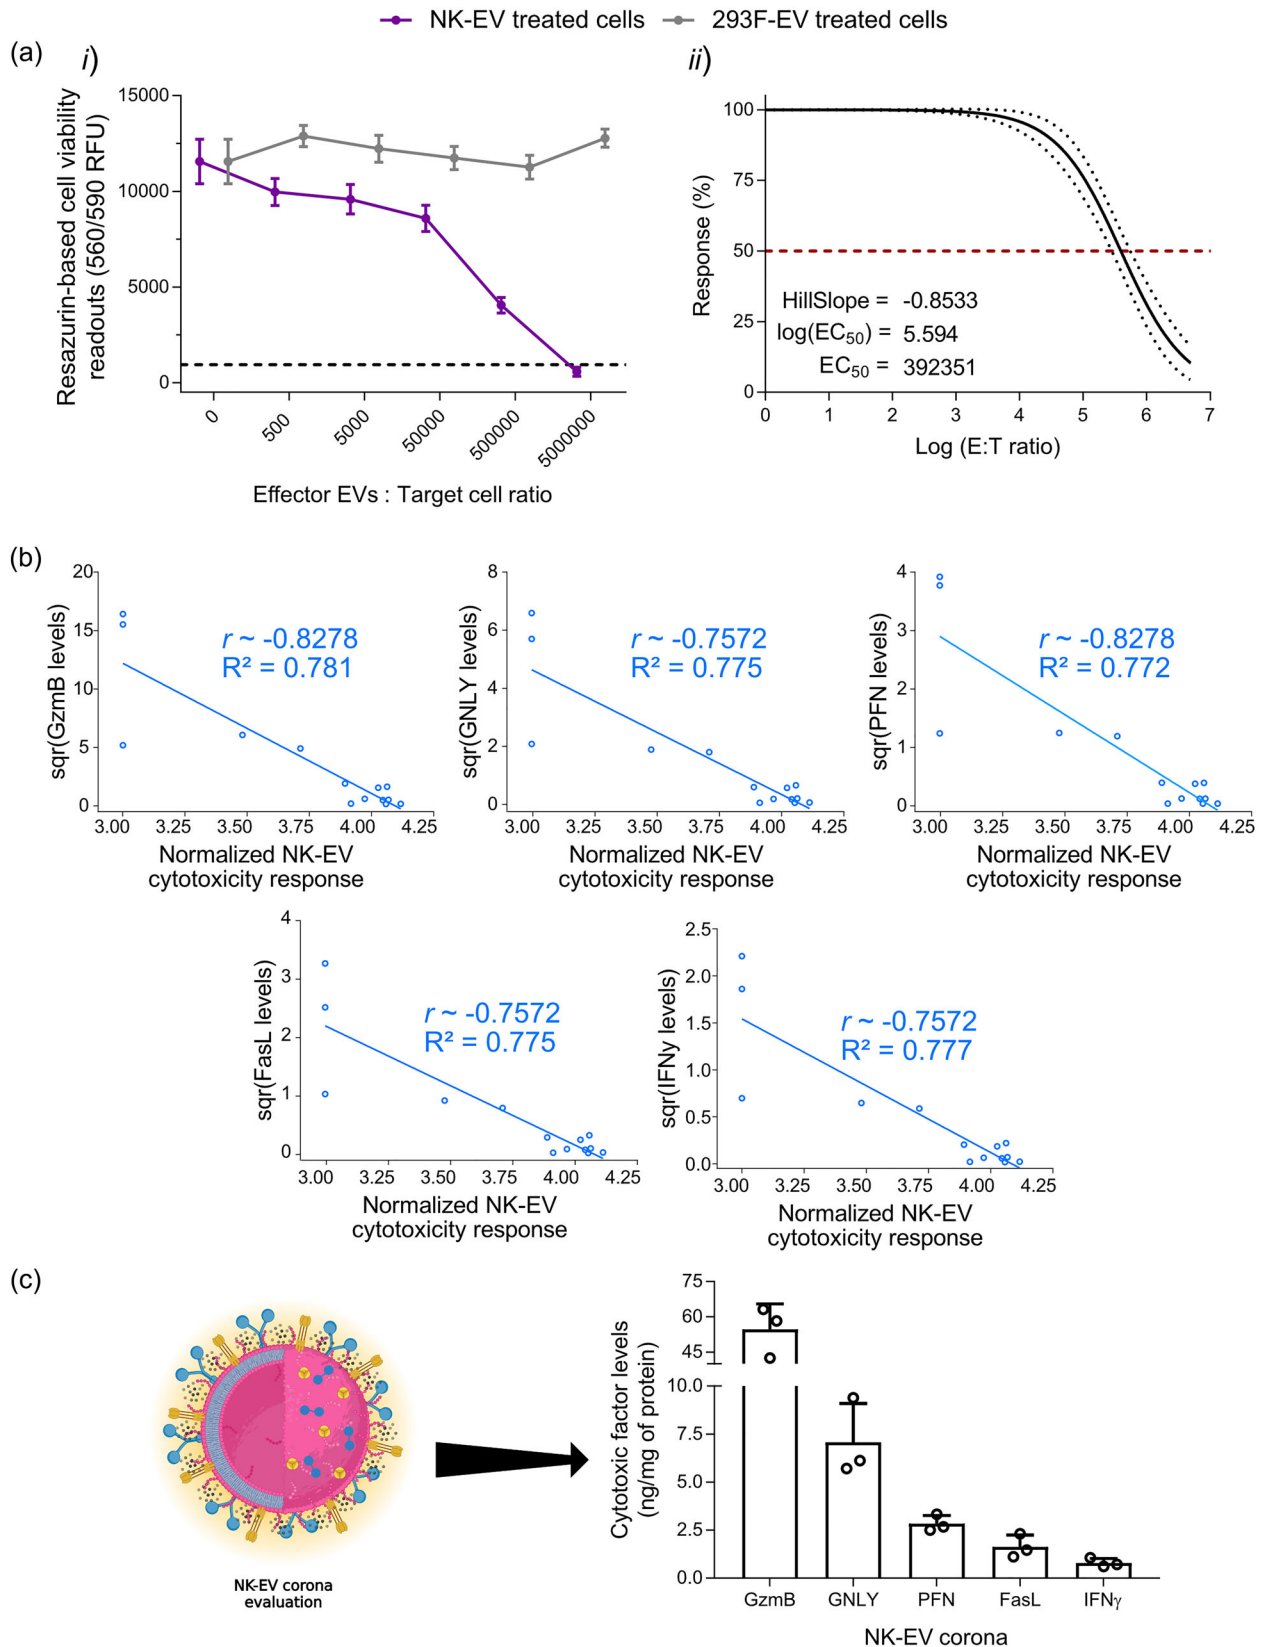 NK-EV treated cells 293F-EV treated cells
(a) i) ii)
Resazurin-based cell viability
readouts (560/590 RFU)
15000
10000
5000
0
0 500 5000 50000 500000 5000000
Effector EVs : Target cell ratio
Response (%)
100
75
50
25
0
HillSlope = -0.8533
log(EC50) = 5.594
EC50 = 392351
0 1 2 3 4 5 6 7
Log (E:T ratio)
(b)
sqr(GzmB levels)
20
15
10
5
0
r ~ -0.8278
R² = 0.781
3.00 3.25 3.50 3.75 4.00 4.25
Normalized NK-EV
cytotoxicity response
sqr(GNLY levels)
8
6
4
2
0
r ~ -0.7572
R² = 0.775
3.00 3.25 3.50 3.75 4.00 4.25
Normalized NK-EV
cytotoxicity response
sqr(PFN levels)
4
3
2
1
0
r ~ -0.8278
R² = 0.772
3.00 3.25 3.50 3.75 4.00 4.25
Normalized NK-EV
cytotoxicity response
sqr(FasL levels)
4
3
2
1
0
r ~ -0.7572
R² = 0.775
3.00 3.25 3.50 3.75 4.00 4.25
Normalized NK-EV
cytotoxicity response
sqr(IFNy levels)
2.5
2.0
1.5
1.0
0.5
0.0
r ~ -0.7572
R² = 0.777
3.00 3.25 3.50 3.75 4.00 4.25
Normalized NK-EV
cytotoxicity response
(c)
NK-EV corona
evaluation
Cytotoxic factor levels
(ng/mg of protein)
75
60
45
10.0
7.5
5.0
2.5
0.0
GzmB GNLY PFN FasL IFNγ
NK-EV corona